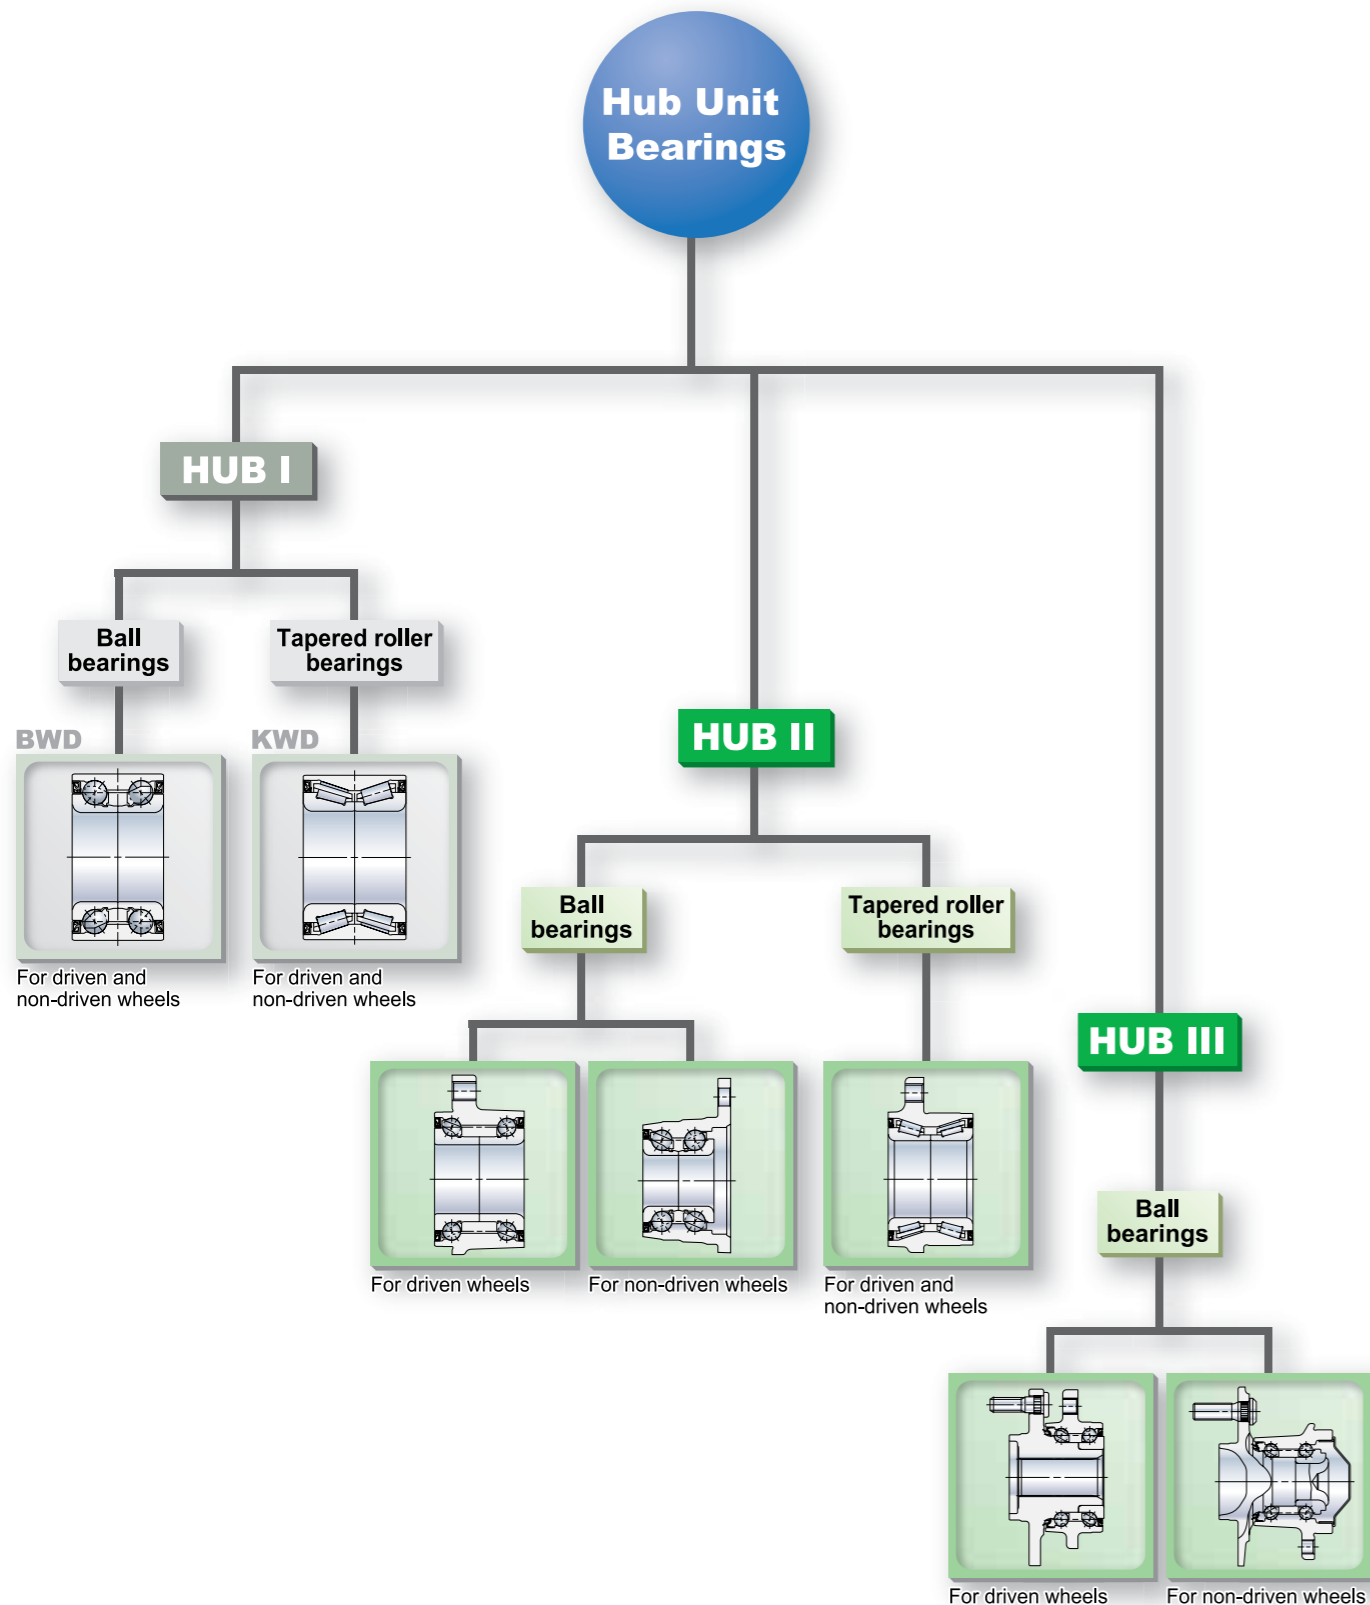 Hub Unit
Bearings
HUB I
Ball
bearings
Tapered roller
bearings
BWD
KWD
For driven and
non-driven wheels
For driven and
non-driven wheels
HUB II
Ball
bearings
Tapered roller
bearings
For driven wheels
For non-driven wheels
For driven and
non-driven wheels
HUB III
Ball
bearings
For driven wheels
For non-driven wheels